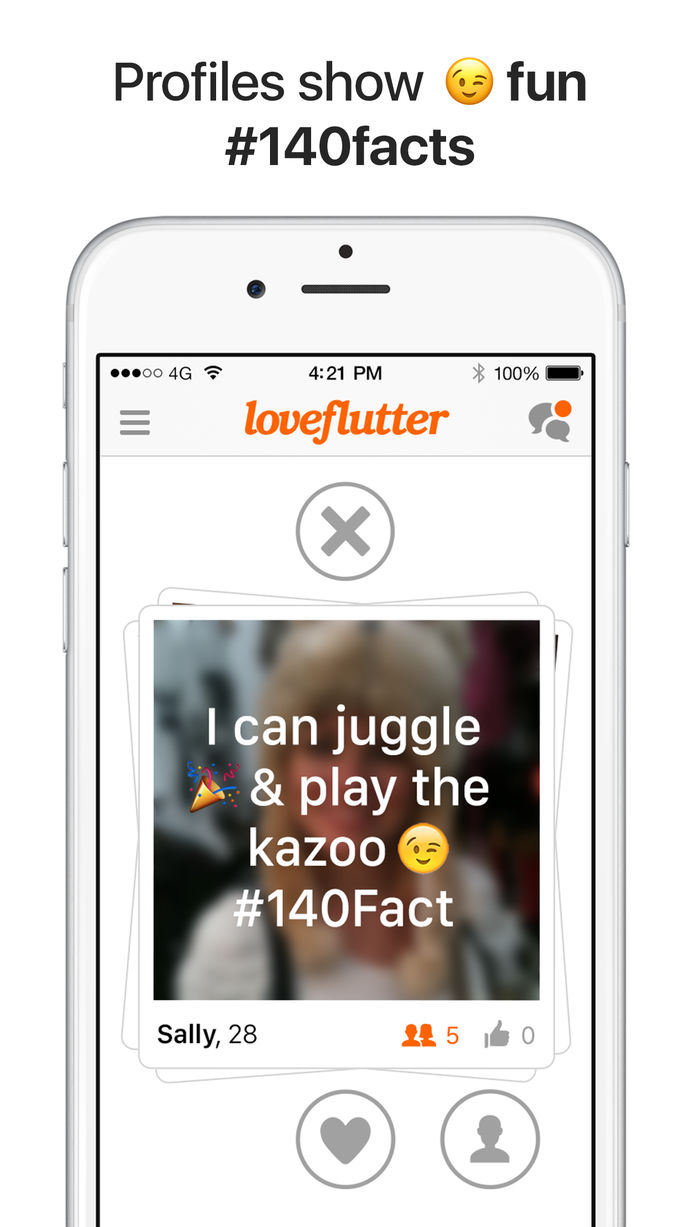 Profiles show 😉 fun
#140facts
4G 4:21 PM 100%
loveflutter
I can juggle
🎉 & play the
kazoo 😉
#140Fact
Sally, 28 5 0